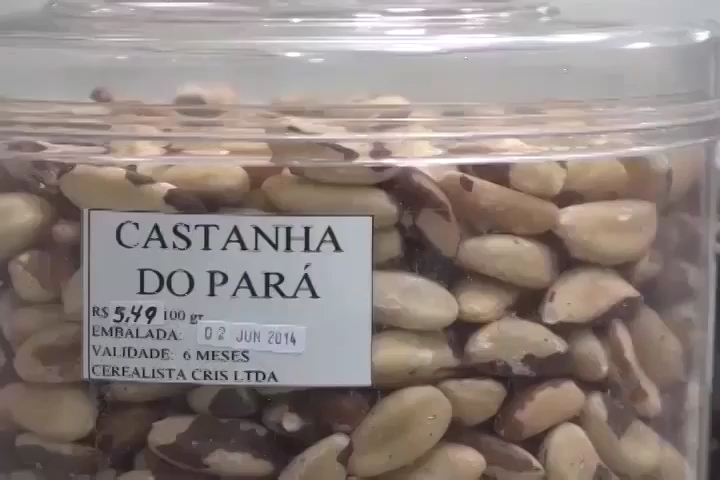 CASTANHA
DO PARÁ
R$ 5,49 100 gr
EMBALADA: 02 JUN 2014
VALIDADE: 6 MESES
CEREALISTA CRIS LTDA